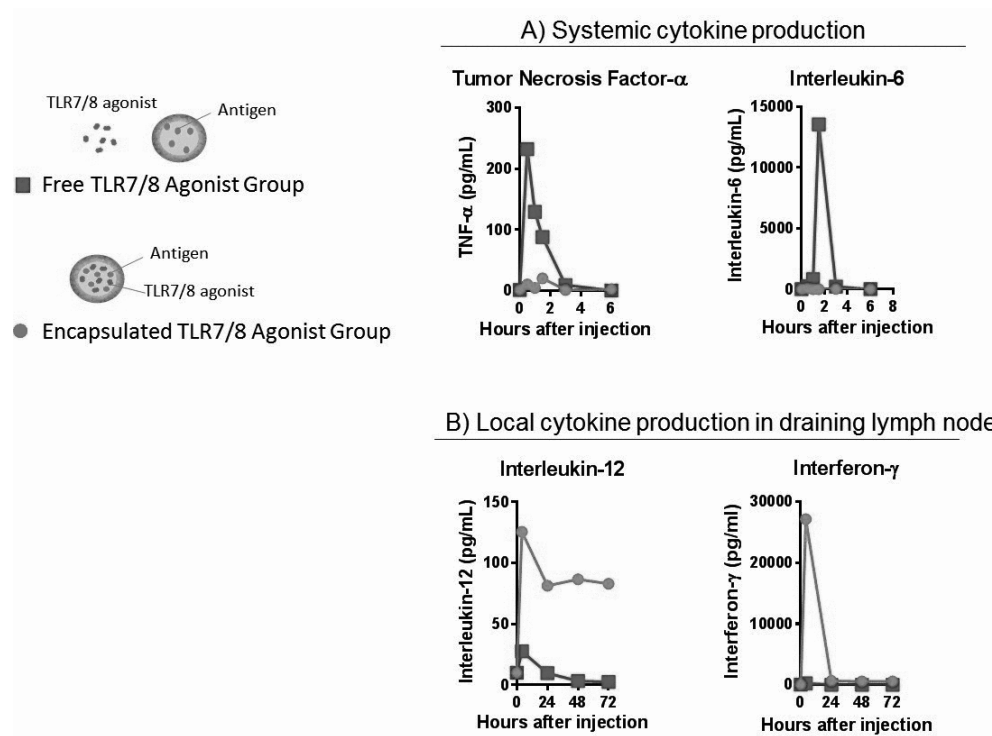 A) Systemic cytokine production
TLR7/8 agonist
Antigen
Free TLR7/8 Agonist Group
Antigen
TLR7/8 agonist
Encapsulated TLR7/8 Agonist Group
Tumor Necrosis Factor-α
TNF-α (pg/mL)
300
200
100
0
0 2 4 6
Hours after injection
Interleukin-6
Interleukin-6 (pg/mL)
15000
10000
5000
0
0 2 4 6 8
Hours after injection
B) Local cytokine production in draining lymph node
Interleukin-12
Interleukin-12 (pg/mL)
150
100
50
0
0 24 48 72
Hours after injection
Interferon-γ
Interferon-γ (pg/ml)
30000
20000
10000
0
0 24 48 72
Hours after injection